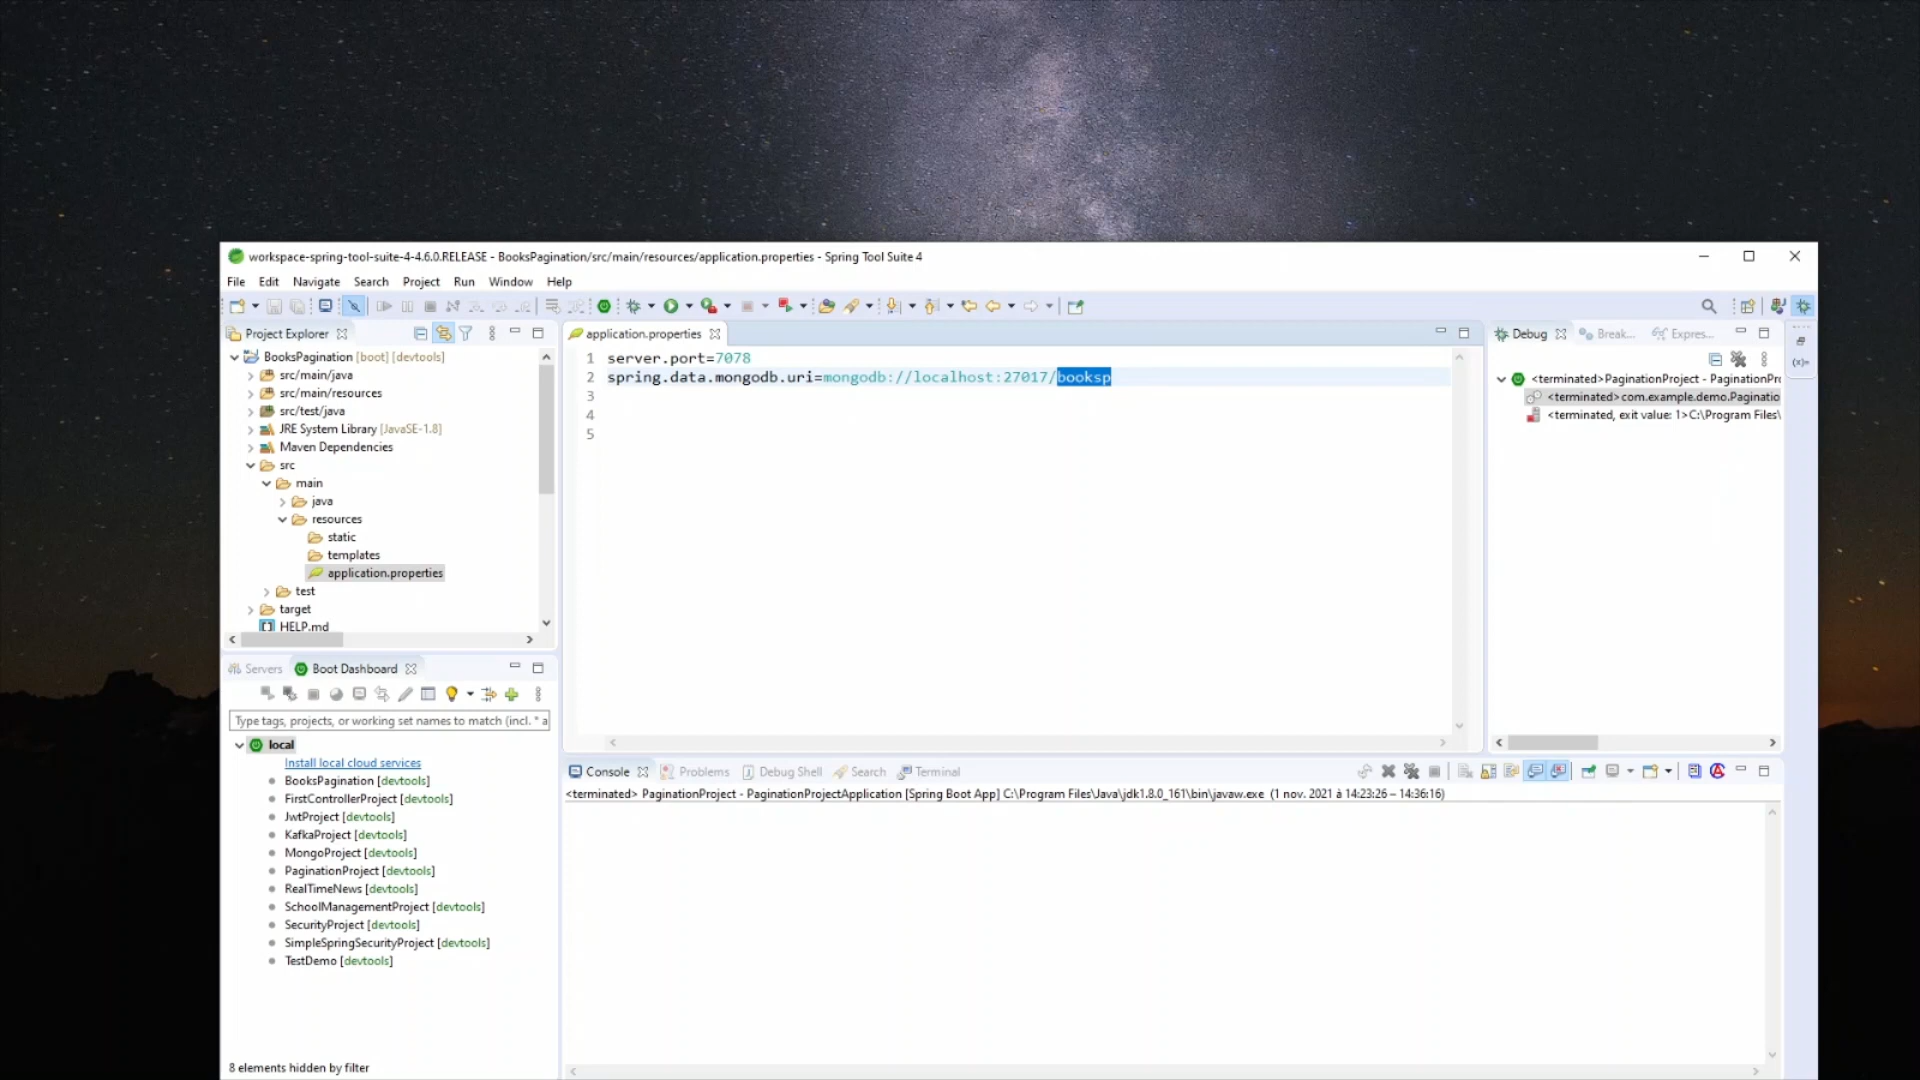 workspace-spring-tool-suite-4-4.6.0.RELEASE - BooksPagination/src/main/resources/application.properties - Spring Tool Suite 4
File Edit Navigate Search Project Run Window Help
Project Explorer
BooksPagination [boot] [devtools]
src/main/java
src/main/resources
src/test/java
JRE System Library [JavaSE-1.8]
Maven Dependencies
src
main
java
resources
static
templates
application.properties
test
target
HELP.md
application.properties
1 server.port=7078
2 spring.data.mongodb.uri=mongodb://localhost:27017/booksp
3
4
5
Debug Break... Expres...
<terminated>PaginationProject - PaginationPr
<terminated>com.example.demo.Paginatio
<terminated, exit value: 1>C:\Program Files\
(x)=
Servers Boot Dashboard
Type tags, projects, or working set names to match (incl. * a
local
Install local cloud services
BooksPagination [devtools]
FirstControllerProject [devtools]
JwtProject [devtools]
KafkaProject [devtools]
MongoProject [devtools]
PaginationProject [devtools]
RealTimeNews [devtools]
SchoolManagementProject [devtools]
SecurityProject [devtools]
SimpleSpringSecurityProject [devtools]
TestDemo [devtools]
8 elements hidden by filter
Console Problems Debug Shell Search Terminal
<terminated> PaginationProject - PaginationProjectApplication [Spring Boot App] C:\Program Files\Java\jdk1.8.0_161\bin\javaw.exe (1 nov. 2021 à 14:23:26 – 14:36:16)